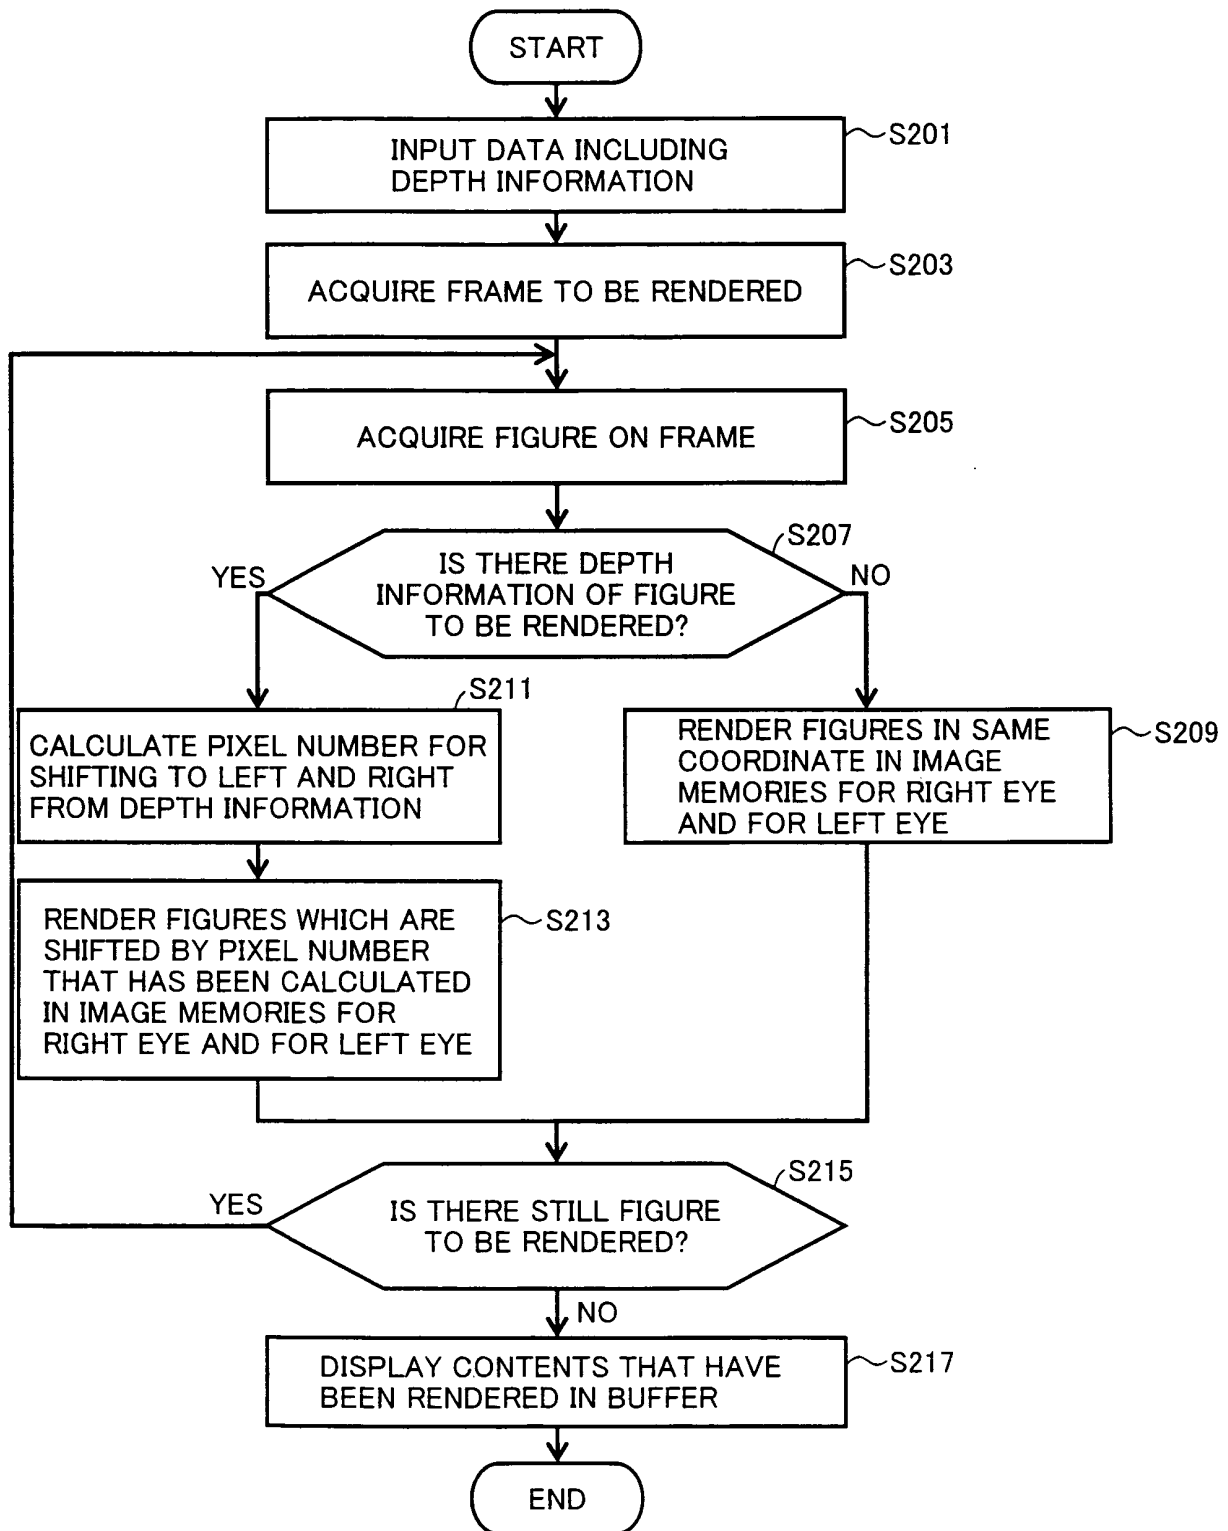 START
INPUT DATA INCLUDING
DEPTH INFORMATION
S201
ACQUIRE FRAME TO BE RENDERED
S203
ACQUIRE FIGURE ON FRAME
S205
IS THERE DEPTH
INFORMATION OF FIGURE
TO BE RENDERED?
S207
YES
NO
S211
CALCULATE PIXEL NUMBER FOR
SHIFTING TO LEFT AND RIGHT
FROM DEPTH INFORMATION
RENDER FIGURES IN SAME
COORDINATE IN IMAGE
MEMORIES FOR RIGHT EYE
AND FOR LEFT EYE
S209
RENDER FIGURES WHICH ARE
SHIFTED BY PIXEL NUMBER
THAT HAS BEEN CALCULATED
IN IMAGE MEMORIES FOR
RIGHT EYE AND FOR LEFT EYE
S213
S215
YES
IS THERE STILL FIGURE
TO BE RENDERED?
NO
DISPLAY CONTENTS THAT HAVE
BEEN RENDERED IN BUFFER
S217
END